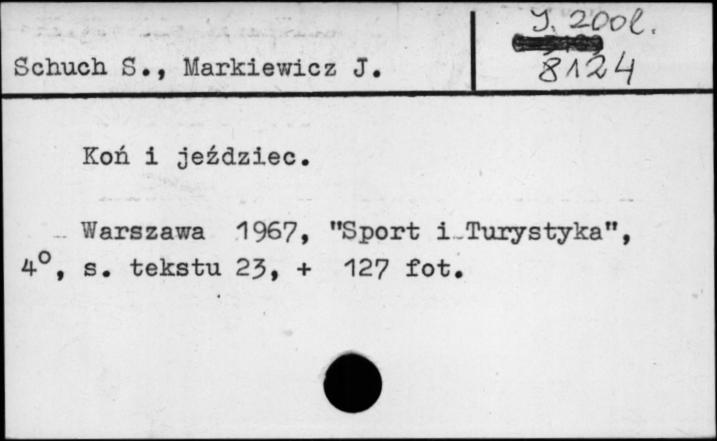 J. 200l.
8124
Schuch S., Markiewicz J.
Koń i jeździec.
Warszawa 1967, "Sport i Turystyka",
4°, s. tekstu 23, + 127 fot.